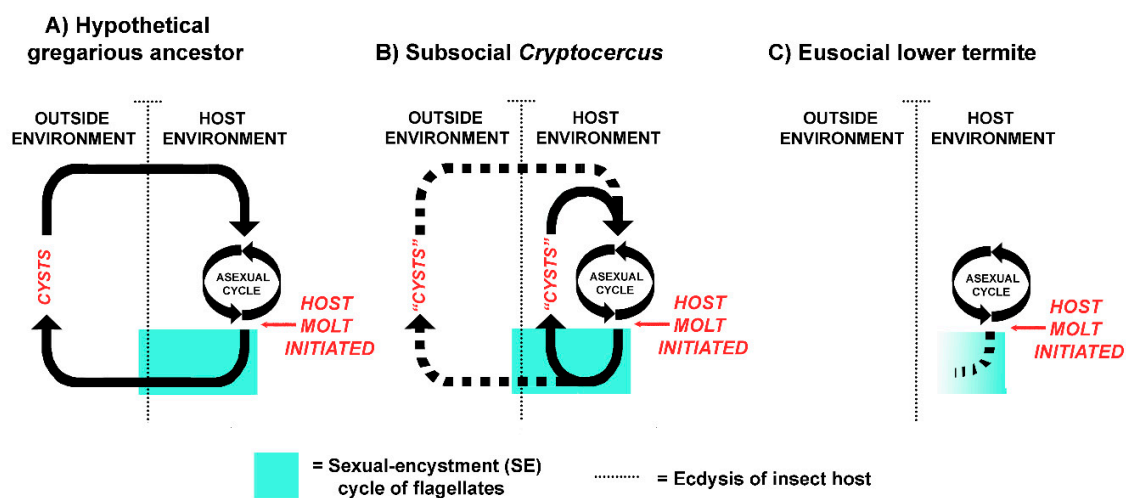 A) Hypothetical
gregarious ancestor
OUTSIDE
ENVIRONMENT
HOST
ENVIRONMENT
CYSTS
ASEXUAL
CYCLE
HOST
MOLT
INITIATED
B) Subsocial Cryptocercus
OUTSIDE
ENVIRONMENT
HOST
ENVIRONMENT
“CYSTS”
“CYSTS”
ASEXUAL
CYCLE
HOST
MOLT
INITIATED
C) Eusocial lower termite
OUTSIDE
ENVIRONMENT
HOST
ENVIRONMENT
ASEXUAL
CYCLE
HOST
MOLT
INITIATED
= Sexual-encystment (SE)
cycle of flagellates
= Ecdysis of insect host